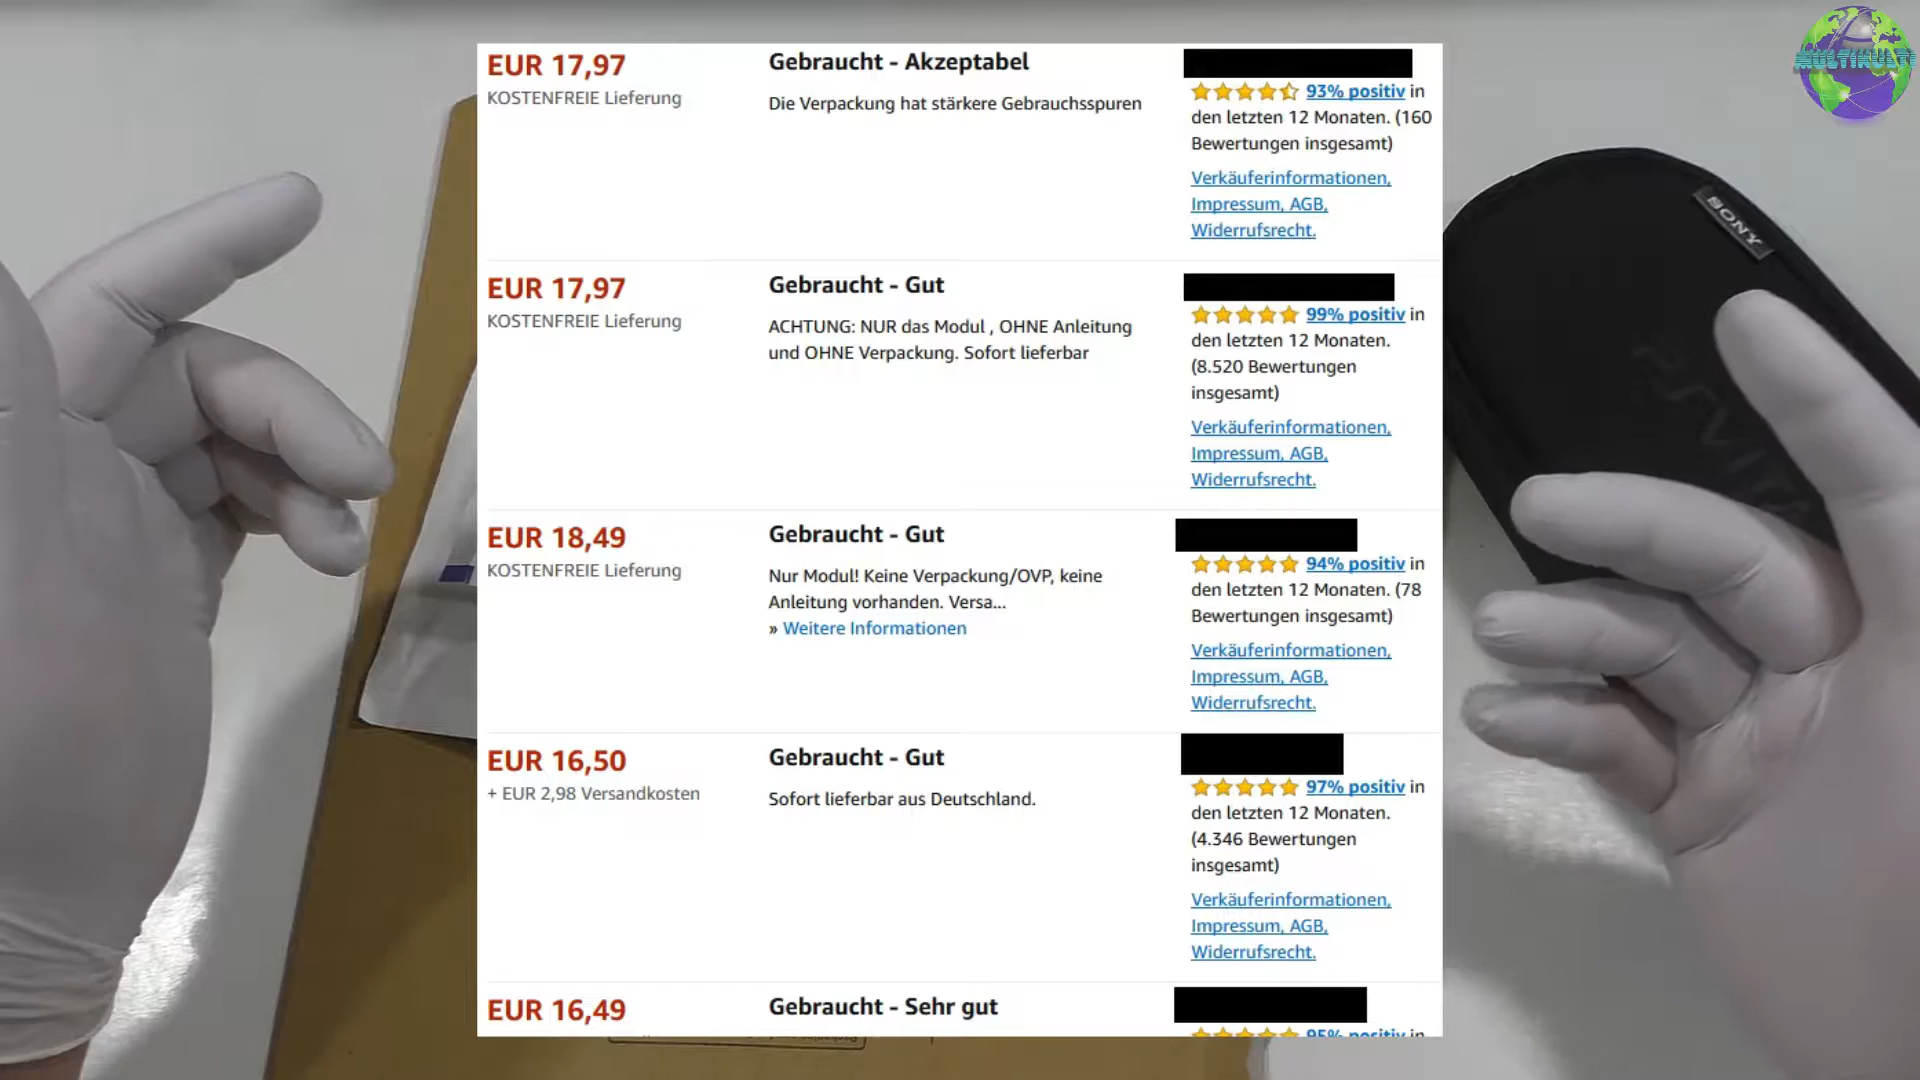 MULTIKULTI
EUR 17,97
KOSTENFREIE Lieferung
Gebraucht - Akzeptabel
Die Verpackung hat stärkere Gebrauchsspuren
93% positiv in
den letzten 12 Monaten. (160
Bewertungen insgesamt)
Verkäuferinformationen,
Impressum, AGB,
Widerrufsrecht.
EUR 17,97
KOSTENFREIE Lieferung
Gebraucht - Gut
ACHTUNG: NUR das Modul , OHNE Anleitung
und OHNE Verpackung. Sofort lieferbar
99% positiv in
den letzten 12 Monaten.
(8.520 Bewertungen
insgesamt)
Verkäuferinformationen,
Impressum, AGB,
Widerrufsrecht.
EUR 18,49
KOSTENFREIE Lieferung
Gebraucht - Gut
Nur Modul! Keine Verpackung/OVP, keine
Anleitung vorhanden. Versa...
» Weitere Informationen
94% positiv in
den letzten 12 Monaten. (78
Bewertungen insgesamt)
Verkäuferinformationen,
Impressum, AGB,
Widerrufsrecht.
EUR 16,50
+ EUR 2,98 Versandkosten
Gebraucht - Gut
Sofort lieferbar aus Deutschland.
97% positiv in
den letzten 12 Monaten.
(4.346 Bewertungen
insgesamt)
Verkäuferinformationen,
Impressum, AGB,
Widerrufsrecht.
EUR 16,49
Gebraucht - Sehr gut
95% positiv in
SONY
PSVITA